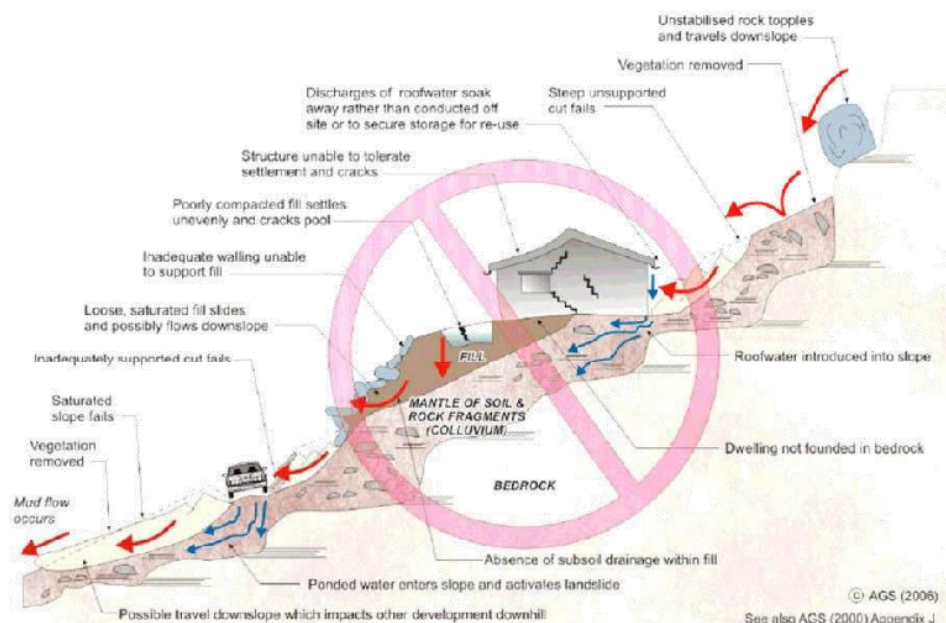 Unstabilised rock topples
and travels downslope
Vegetation removed
Discharges of roofwater soak
away rather than conducted off
site or to secure storage for re-use
Steep unsupported
cut fails
Structure unable to tolerate
settlement and cracks
Poorly compacted fill settles
unevenly and cracks pool
Inadequate walling unable
to support fill
Loose, saturated fill slides
and possibly flows downslope
Inadequately supported cut fails
Saturated
slope fails
Vegetation
removed
Mud flow
occurs
FILL
MANTLE OF SOIL &
ROCK FRAGMENTS
(COLLUVIUM)
BEDROCK
Roofwater introduced into slope
Dwelling not founded in bedrock
Absence of subsoil drainage within fill
Ponded water enters slope and activates landslide
Possible travel downslope which impacts other development downhill
© AGS (2006)
See also AGS (2000) Appendix J